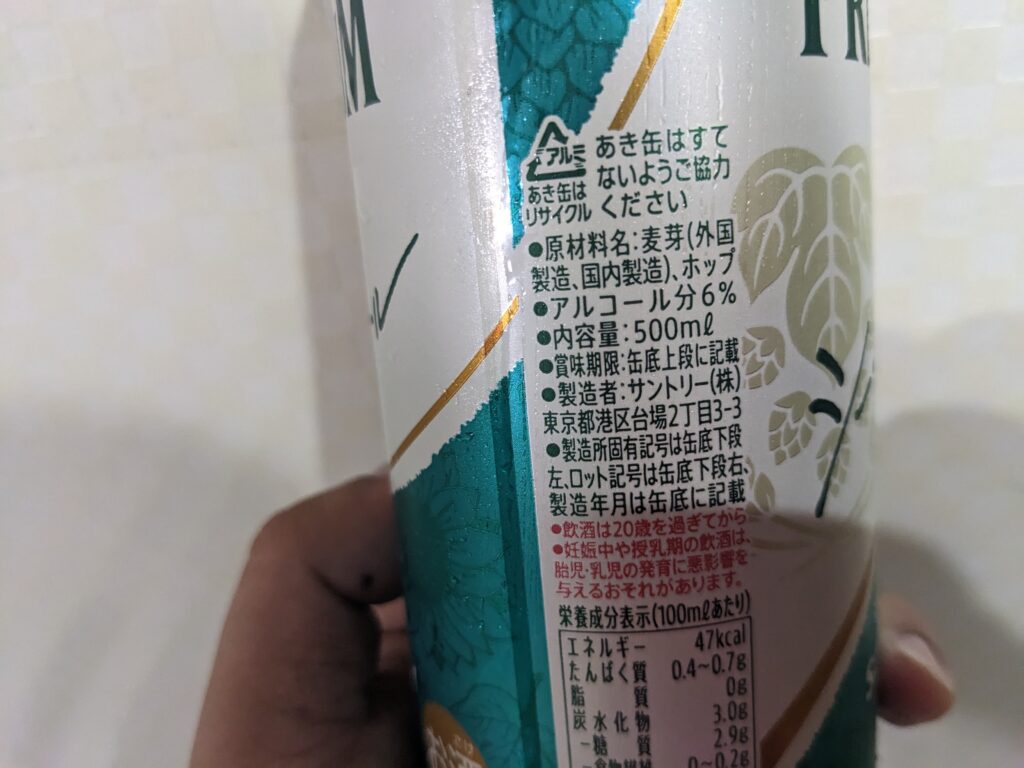 アルミ
あき缶は
リサイクル
あき缶はすて
ないようご協力
ください
●原材料名:麦芽(外国
製造、国内製造)、ホップ
●アルコール分6%
●内容量:500mℓ
●賞味期限:缶底上段に記載
●製造者:サントリー(株)
東京都港区台場2丁目3-3
●製造所固有記号は缶底下段
左、ロット記号は缶底下段右、
製造年月は缶底に記載
●飲酒は20歳を過ぎてから
●妊娠中や授乳期の飲酒は、
胎児・乳児の発育に悪影響を
与えるおそれがあります。
栄養成分表示(100mℓあたり)
エネルギー 47kcal
たんぱく質 0.4~0.7g
脂質 0g
炭水化物 3.0g
-糖質 2.9g
-食物繊維 0~0.2g